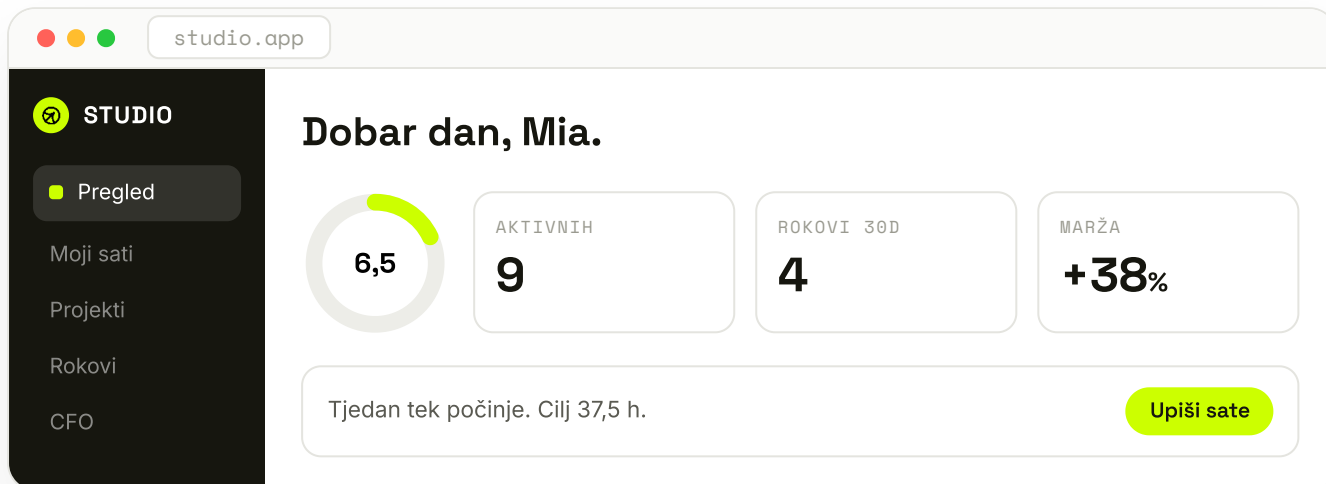 studio.app
STUDIO
Pregled
Moji sati
Projekti
Rokovi
CFO
Dobar dan, Mia.
6,5
AKTIVNIH
9
ROKOVI 30D
4
MARŽA
+38%
Tjedan tek počinje. Cilj 37,5 h.
Upiši sate